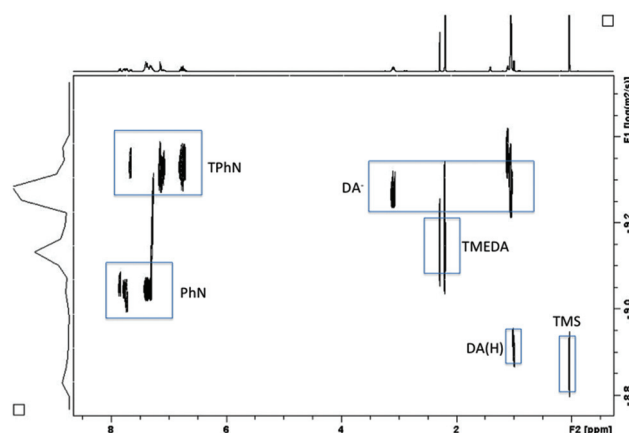 TPhN
DA-
TMEDA
PhN
DA(H)
TMS
F1 [log(m2/s)]
-9.2
-9.0
-8.8
8
6
4
2
F2 [ppm]